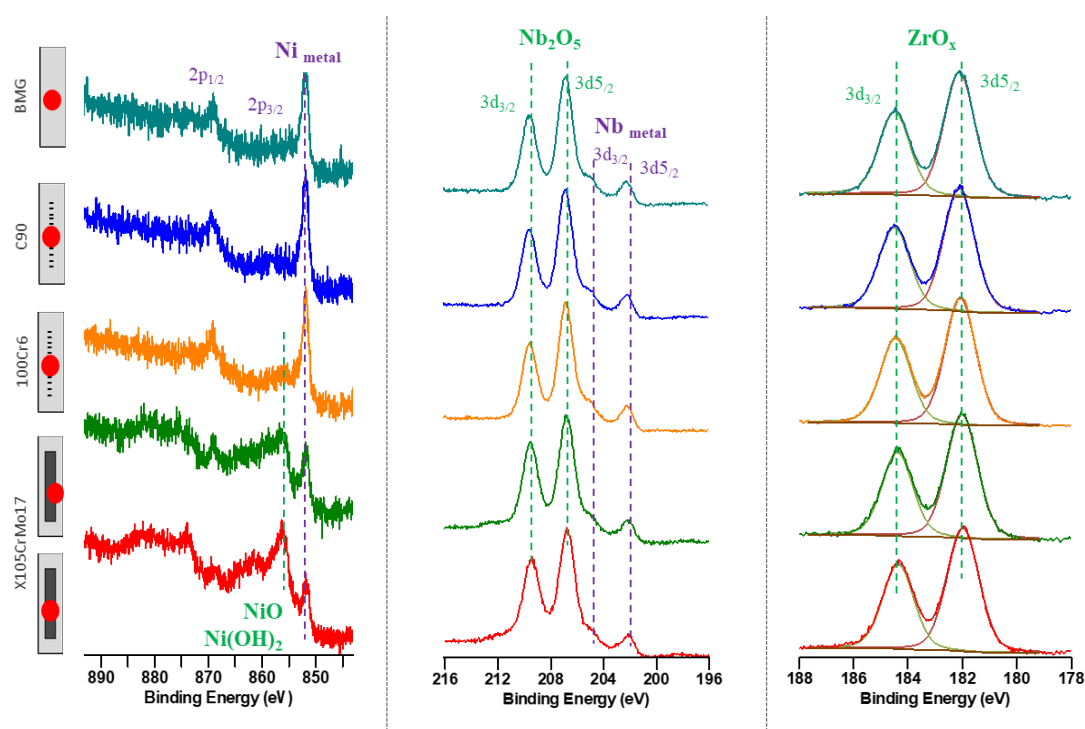 BMG
C90
100Cr6
X105CrMo17
Ni metal
2p1/2
2p3/2
NiO
Ni(OH)2
890 880 870 860 850
Binding Energy (eV)
Nb2O5
3d3/2
3d5/2
Nb metal
3d3/2
3d5/2
216 212 208 204 200 196
Binding Energy (eV)
ZrOx
3d3/2
3d5/2
188 186 184 182 180 178
Binding Energy (eV)